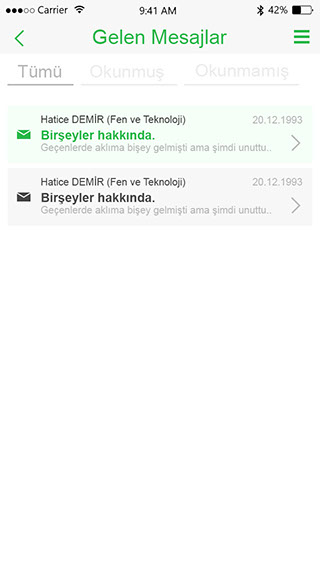 Carrier 9:41 AM 42%
Gelen Mesajlar
Tümü Okunmuş Okunmamış
Hatice DEMİR (Fen ve Teknoloji) 20.12.1993
Birşeyler hakkında.
Geçenlerde aklıma bişey gelmişti ama şimdi unuttu..
Hatice DEMİR (Fen ve Teknoloji) 20.12.1993
Birşeyler hakkında.
Geçenlerde aklıma bişey gelmişti ama şimdi unuttu..